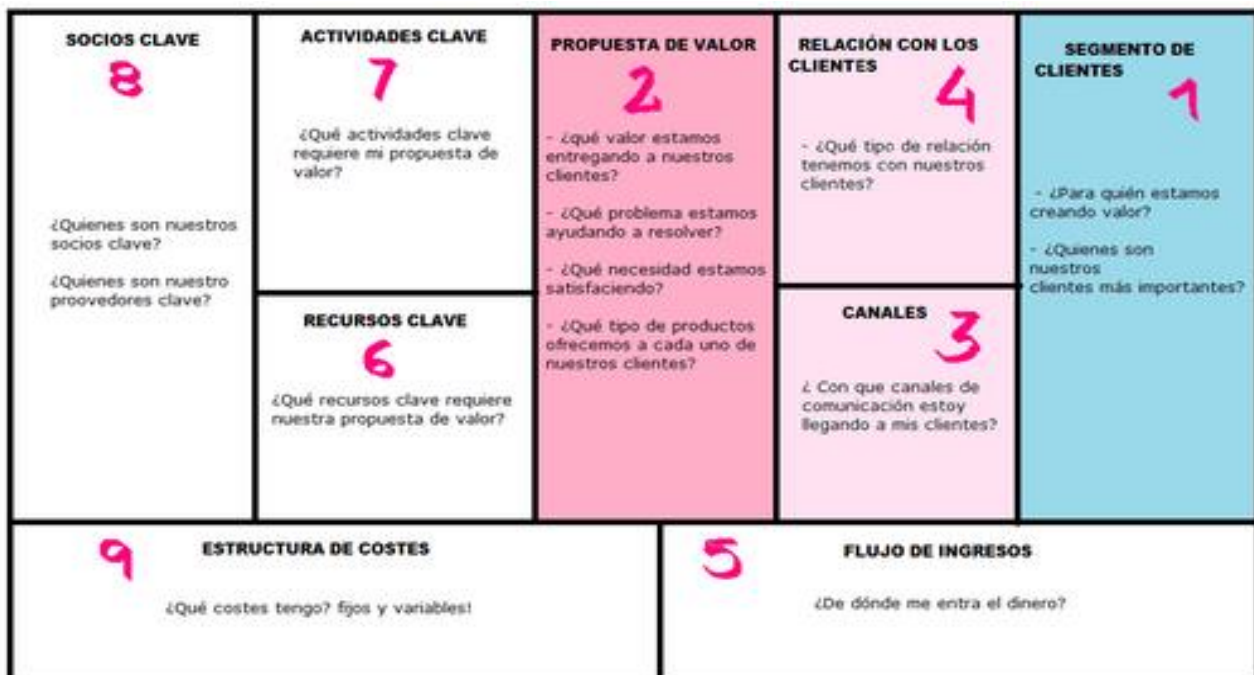 SOCIOS CLAVE
8
¿Quienes son nuestros
socios clave?
¿Quienes son nuestro
proovedores clave?
ACTIVIDADES CLAVE
7
¿Qué actividades clave
requiere mi propuesta de
valor?
RECURSOS CLAVE
6
¿Qué recursos clave requiere
nuestra propuesta de valor?
PROPUESTA DE VALOR
2
- ¿qué valor estamos
entregando a nuestros
clientes?
- ¿Qué problema estamos
ayudando a resolver?
- ¿Qué necesidad estamos
satisfaciendo?
- ¿Qué tipo de productos
ofrecemos a cada uno de
nuestros clientes?
RELACIÓN CON LOS
CLIENTES
4
- ¿Qué tipo de relación
tenemos con nuestros
clientes?
CANALES
3
¿ Con que canales de
comunicación estoy
llegando a mis clientes?
SEGMENTO DE
CLIENTES
1
- ¿Para quién estamos
creando valor?
- ¿Quienes son
nuestros
clientes más importantes?
9
ESTRUCTURA DE COSTES
¿Qué costes tengo? fijos y variables!
5
FLUJO DE INGRESOS
¿De dónde me entra el dinero?